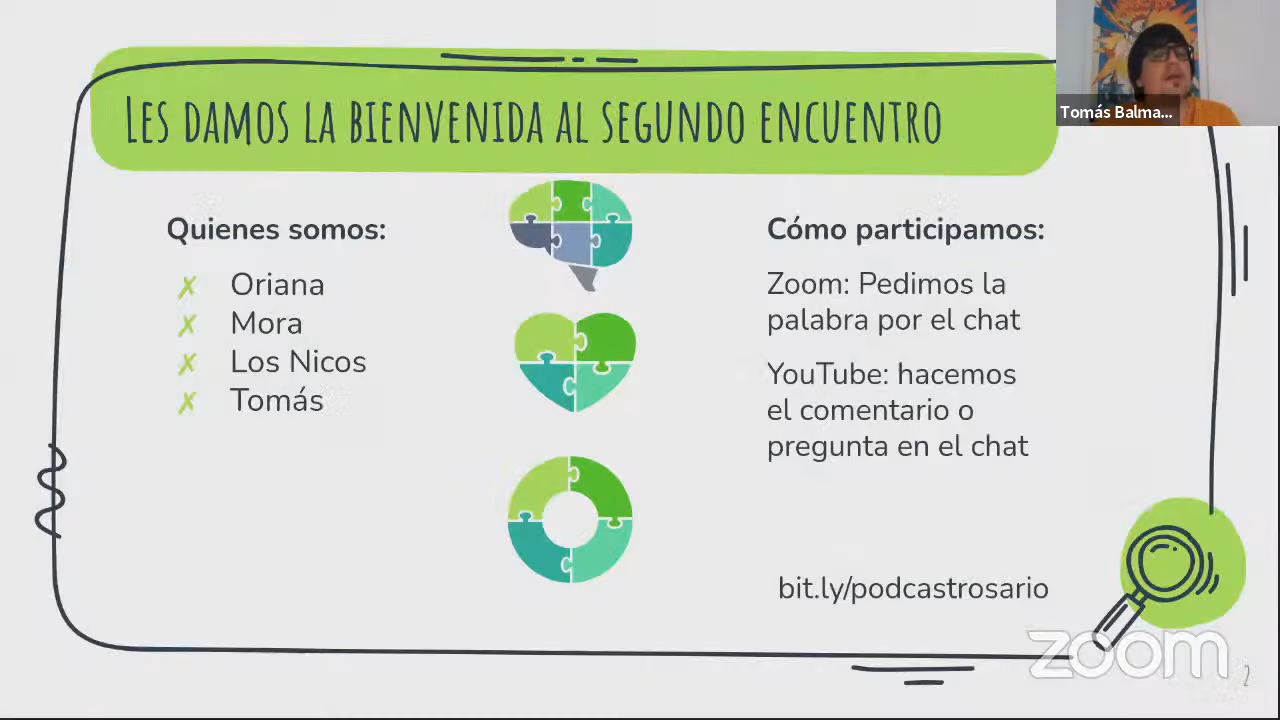 LES DAMOS LA BIENVENIDA AL SEGUNDO ENCUENTRO
Tomás Balma...
Quienes somos:
✗ Oriana
✗ Mora
✗ Los Nicos
✗ Tomás
Cómo participamos:
Zoom: Pedimos la
palabra por el chat
YouTube: hacemos
el comentario o
pregunta en el chat
bit.ly/podcastrosario
zoom
2